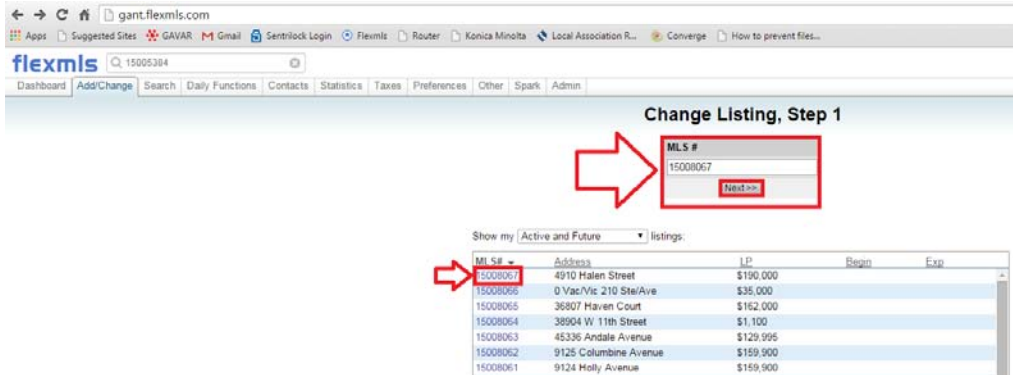 gant.flexmls.com
Apps Suggested Sites GAVAR Gmail Sentrilock Login Flexmls Router Konica Minolta Local Association R... Converge How to prevent files...
flexmls 15005384
Dashboard Add/Change Search Daily Functions Contacts Statistics Taxes Preferences Other Spark Admin
Change Listing, Step 1
MLS #
15008067
Next>>
Show my Active and Future listings:
MLS# Address LP Begin Exp
15008067 4910 Halen Street $190,000
15008066 0 Vac/Vic 210 Ste/Ave $35,000
15008065 36807 Haven Court $162,000
15008064 38904 W 11th Street $1,100
15008063 45336 Andale Avenue $129,995
15008062 9125 Columbine Avenue $159,900
15008061 9124 Holly Avenue $159,900